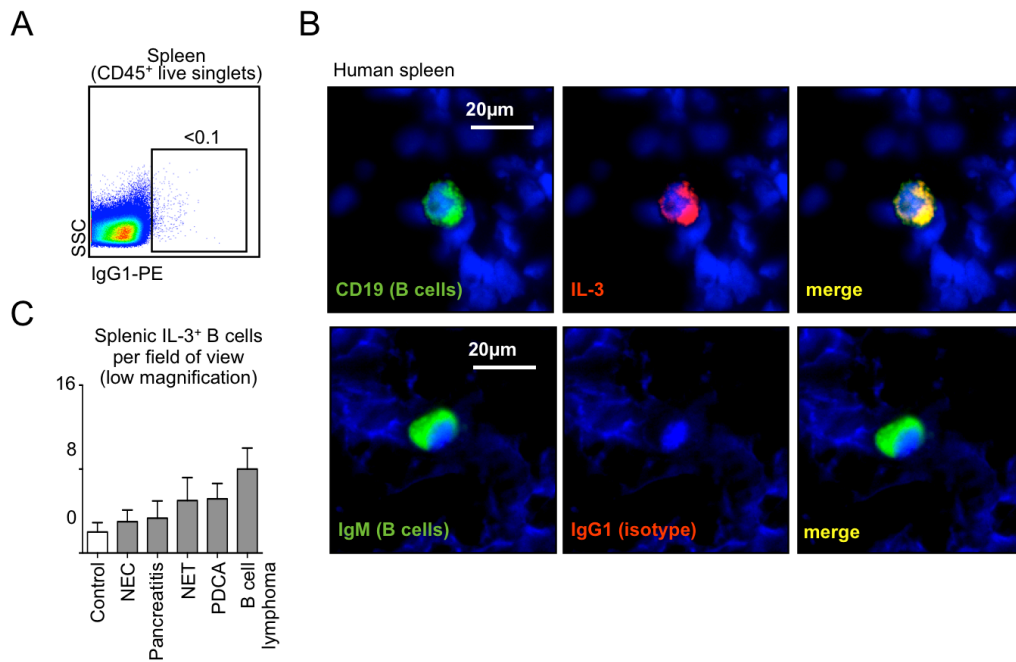 A
Spleen
(CD45⁺ live singlets)
<0.1
SSC
IgG1-PE
B
Human spleen
20µm
CD19 (B cells)
IL-3
merge
20µm
IgM (B cells)
IgG1 (isotype)
merge
C
Splenic IL-3⁺ B cells
per field of view
(low magnification)
16
8
0
Control
NEC
Pancreatitis
NET
PDCA
B cell
lymphoma